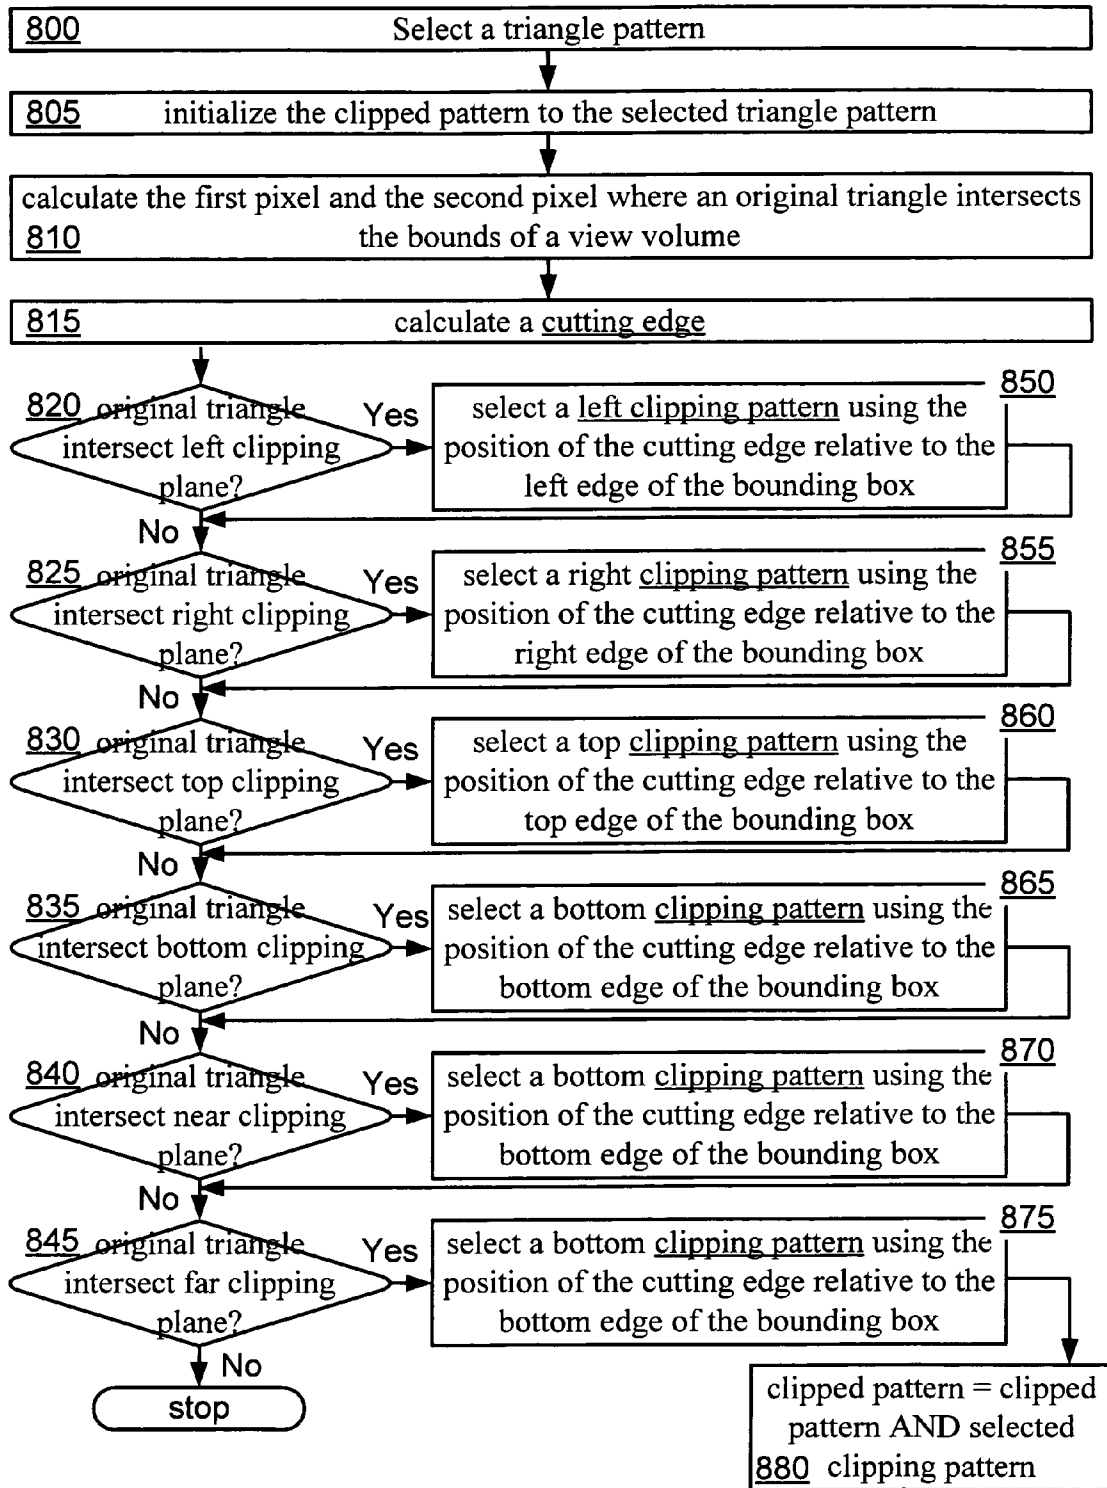 800 Select a triangle pattern
805 initialize the clipped pattern to the selected triangle pattern
calculate the first pixel and the second pixel where an original triangle intersects
810 the bounds of a view volume
815 calculate a cutting edge
820 original triangle
intersect left clipping
plane?
Yes
No
850
select a left clipping pattern using the
position of the cutting edge relative to the
left edge of the bounding box
825 original triangle
intersect right clipping
plane?
Yes
No
855
select a right clipping pattern using the
position of the cutting edge relative to the
right edge of the bounding box
830 original triangle
intersect top clipping
plane?
Yes
No
860
select a top clipping pattern using the
position of the cutting edge relative to the
top edge of the bounding box
835 original triangle
intersect bottom clipping
plane?
Yes
No
865
select a bottom clipping pattern using the
position of the cutting edge relative to the
bottom edge of the bounding box
840 original triangle
intersect near clipping
plane?
Yes
No
870
select a bottom clipping pattern using the
position of the cutting edge relative to the
bottom edge of the bounding box
845 original triangle
intersect far clipping
plane?
Yes
No
875
select a bottom clipping pattern using the
position of the cutting edge relative to the
bottom edge of the bounding box
stop
clipped pattern = clipped
pattern AND selected
880 clipping pattern